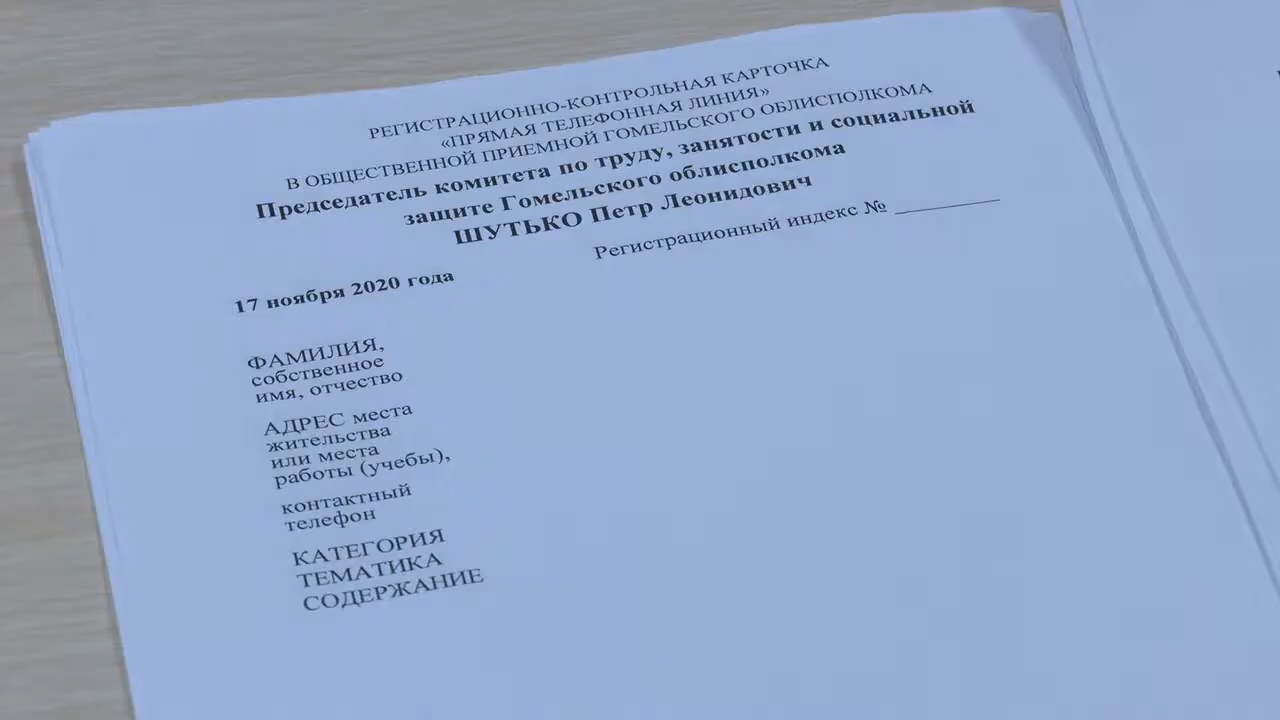 РЕГИСТРАЦИОННО-КОНТРОЛЬНАЯ КАРТОЧКА
«ПРЯМАЯ ТЕЛЕФОННАЯ ЛИНИЯ»
В ОБЩЕСТВЕННОЙ ПРИЕМНОЙ ГОМЕЛЬСКОГО ОБЛИСПОЛКОМА
Председатель комитета по труду, занятости и социальной
защите Гомельского облисполкома
ШУТЬКО Петр Леонидович
Регистрационный индекс № _________
17 ноября 2020 года
ФАМИЛИЯ,
собственное
имя, отчество
АДРЕС места
жительства
или места
работы (учебы),
контактный
телефон
КАТЕГОРИЯ
ТЕМАТИКА
СОДЕРЖАНИЕ